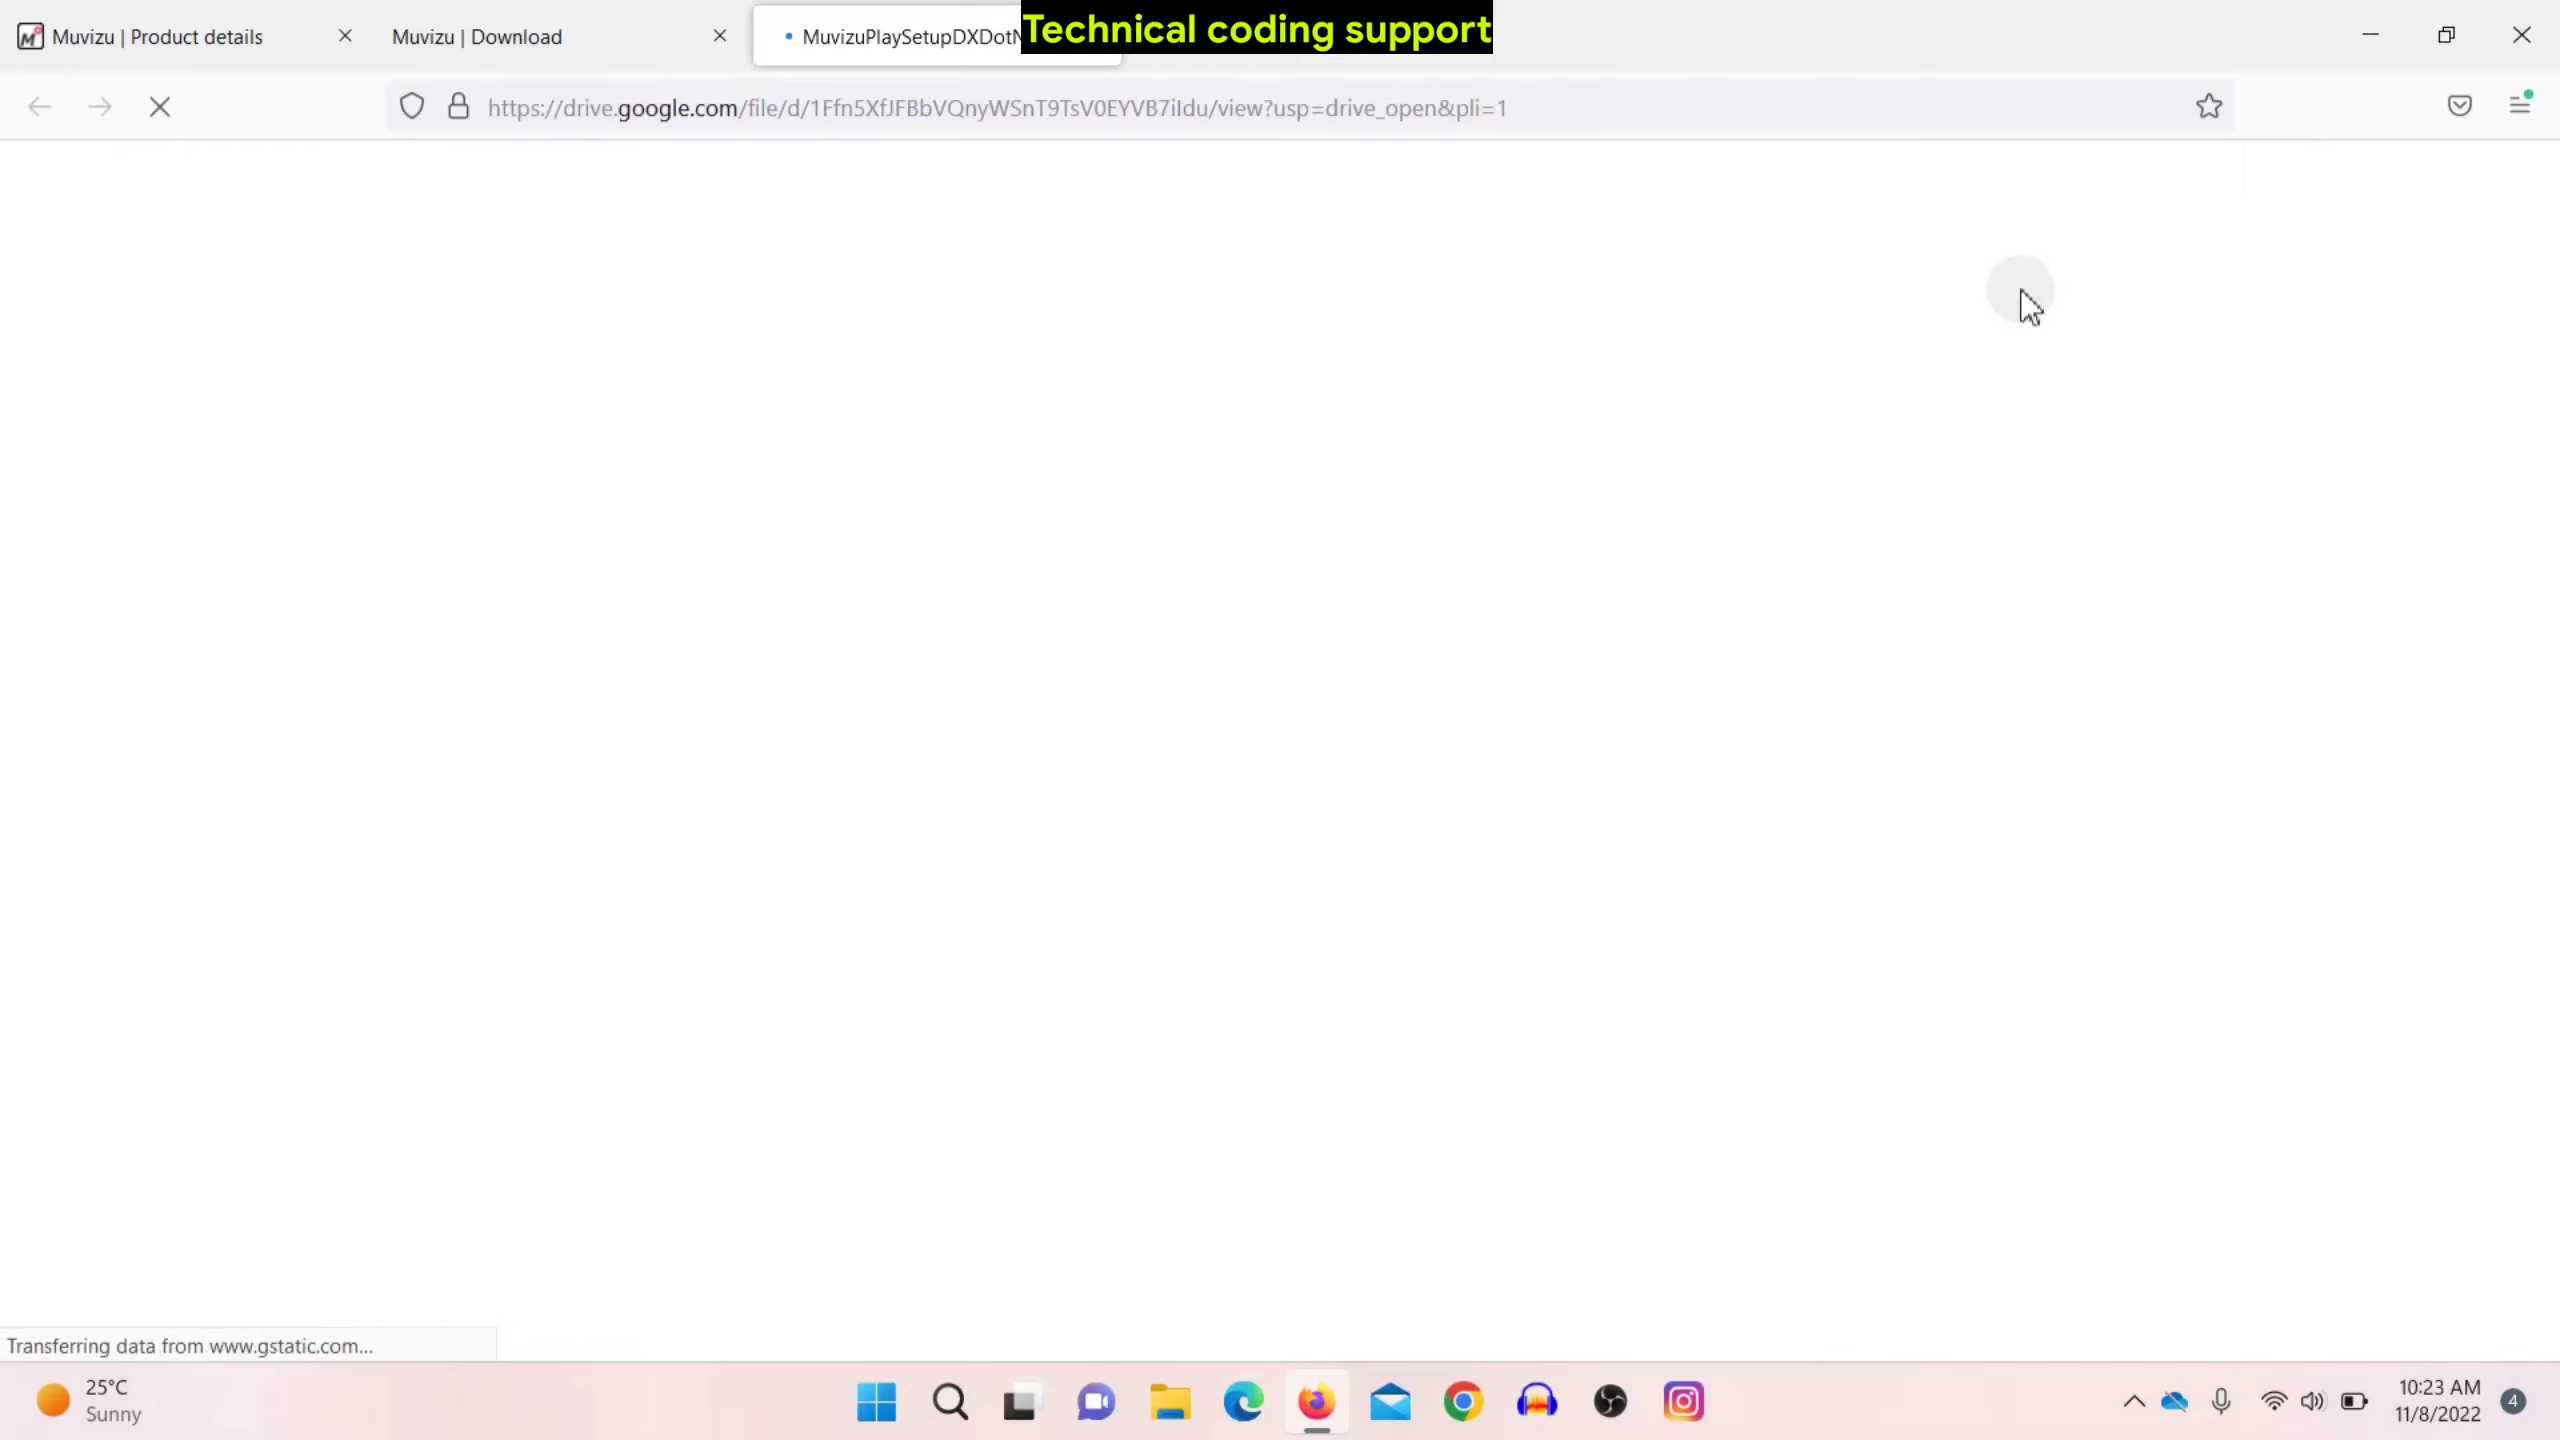 Muvizu | Product details
Muvizu | Download
MuvizuPlaySetupDXDot
Technical coding support
https://drive.google.com/file/d/1Ffn5XfJFBbVQnyWSnT9TsV0EYVB7iIdu/view?usp=drive_open&pli=1
Transferring data from www.gstatic.com...
25°C
Sunny
10:23 AM
11/8/2022
4